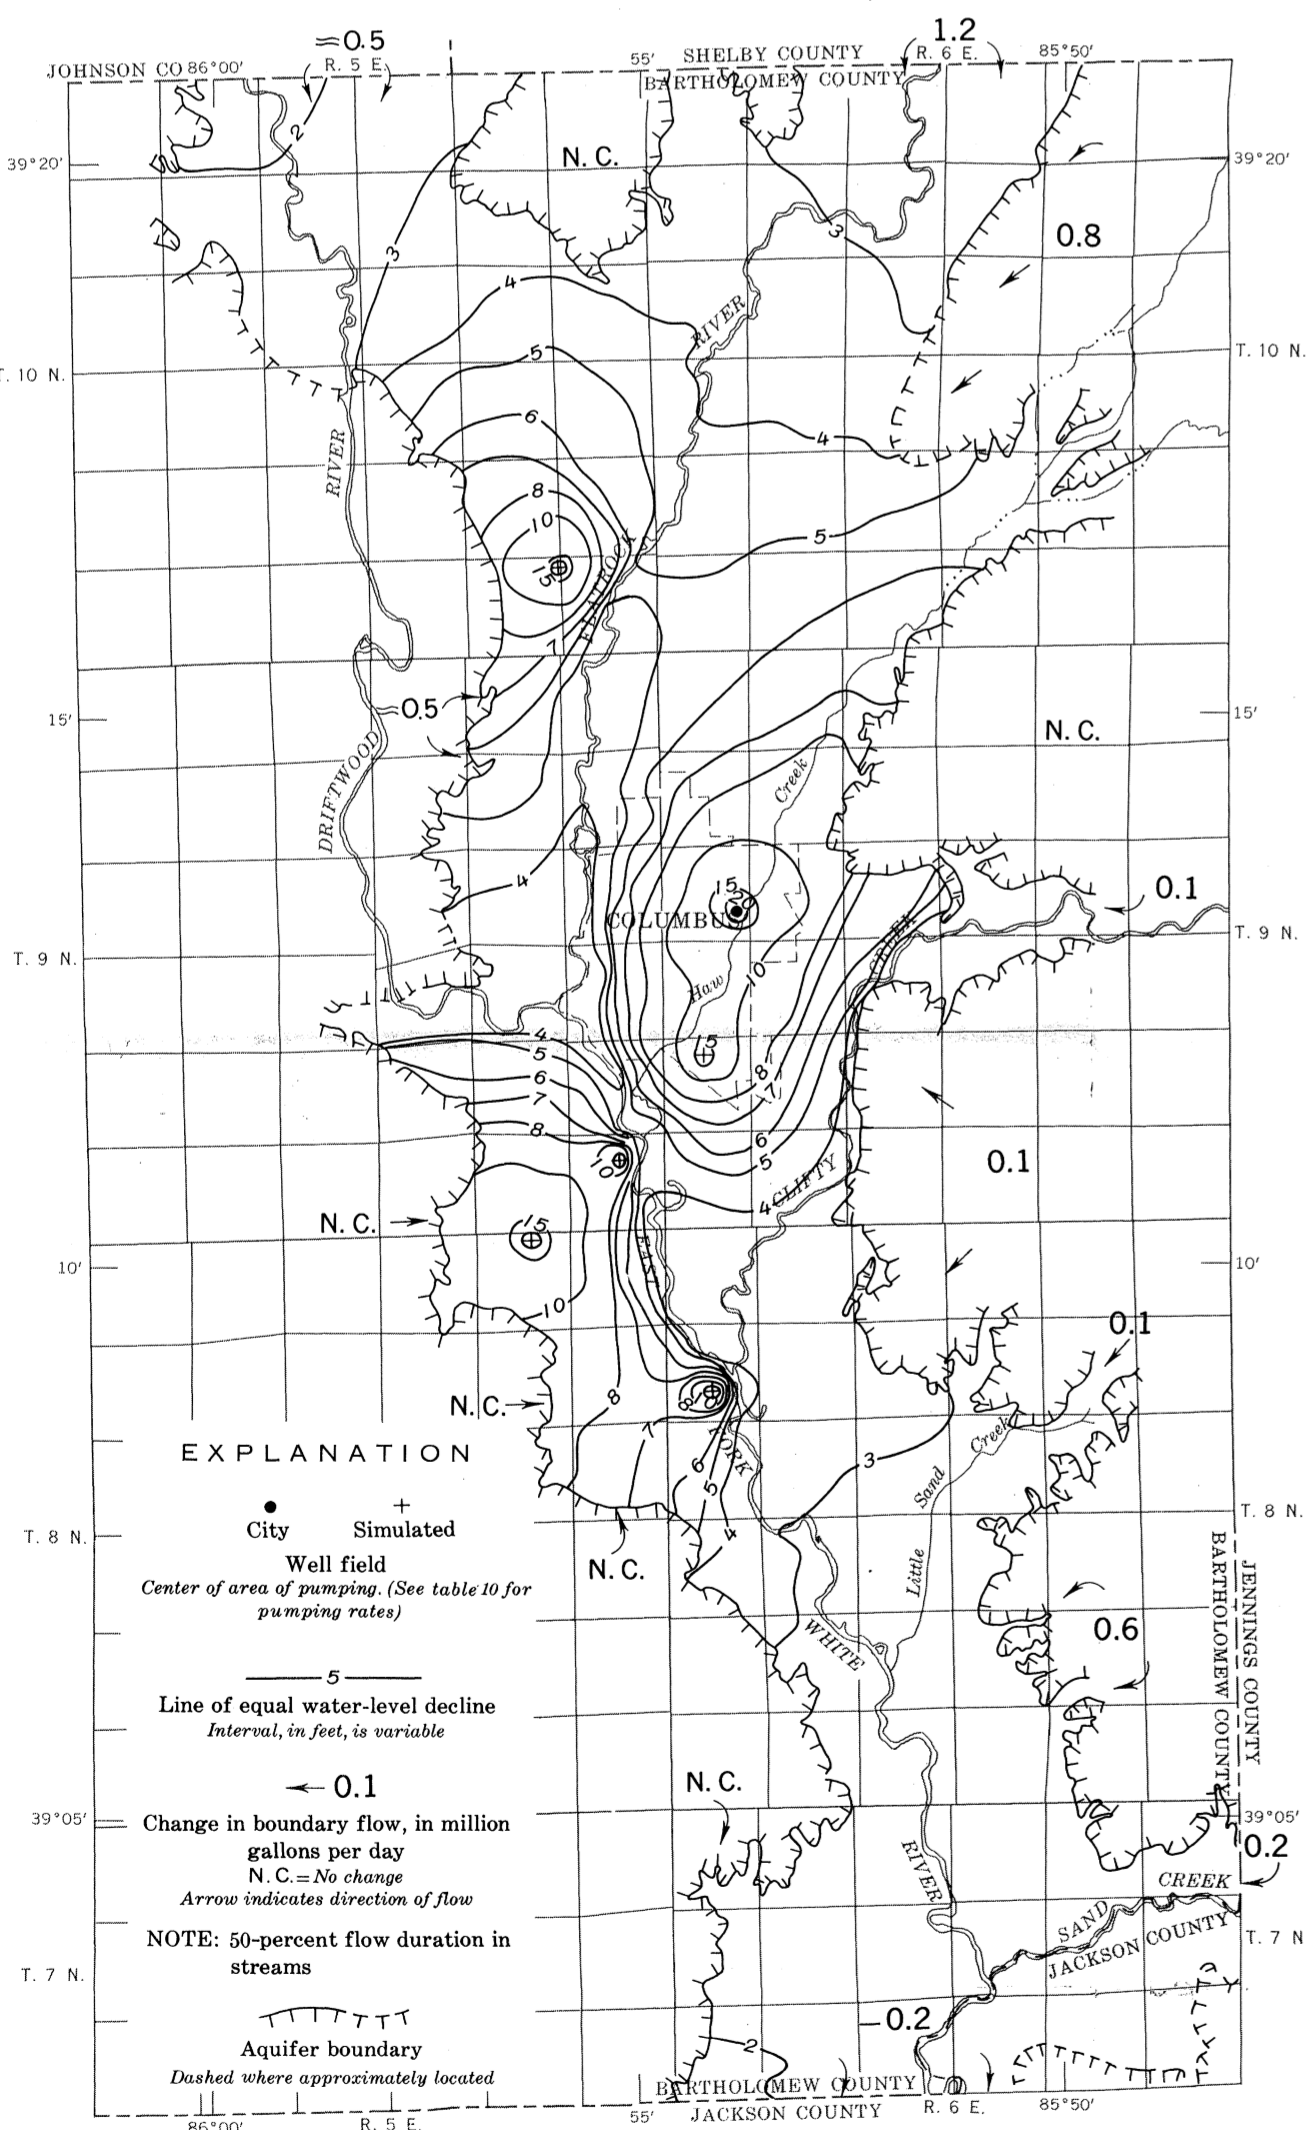 ≈0.5
1.2
JOHNSON CO
86°00′
R. 5 E.
55′
SHELBY COUNTY
BARTHOLOMEW COUNTY
R. 6 E.
85°50′
2
N. C.
39°20′
39°20′
3
3
0.8
4
RIVER
5
T. 10 N.
T. 10 N.
6
4
RIVER
8
10
5
15
FLATROCK
7
0.5
15′
15′
N. C.
DRIFTWOOD
Creek
4
15
20
0.1
COLUMBUS
CREEK
T. 9 N.
T. 9 N.
Haw
10
4
5
15
6
8
7
7
8
6
10
5
0.1
CLIFTY
4
N. C.
15
EAST
10′
10′
10
0.1
8
N. C.
8
7
3
Creek
FORK
6
Sand
5
4
T. 8 N.
T. 8 N.
N. C.
Little
BARTHOLOMEW COUNTY
JENNINGS COUNTY
0.6
WHITE
EXPLANATION
City
Simulated
Well field
Center of area of pumping. (See table 10 for
pumping rates)
5
Line of equal water-level decline
Interval, in feet, is variable
0.1
N. C.
Change in boundary flow, in million
gallons per day
N. C.=No change
Arrow indicates direction of flow
39°05′
39°05′
0.2
RIVER
CREEK
NOTE: 50-percent flow duration in
streams
SAND
JACKSON COUNTY
T. 7 N
T. 7 N.
-0.2
Aquifer boundary
Dashed where approximately located
2
BARTHOLOMEW COUNTY
JACKSON COUNTY
86°00′
R. 5 E.
55′
R. 6 E.
85°50′